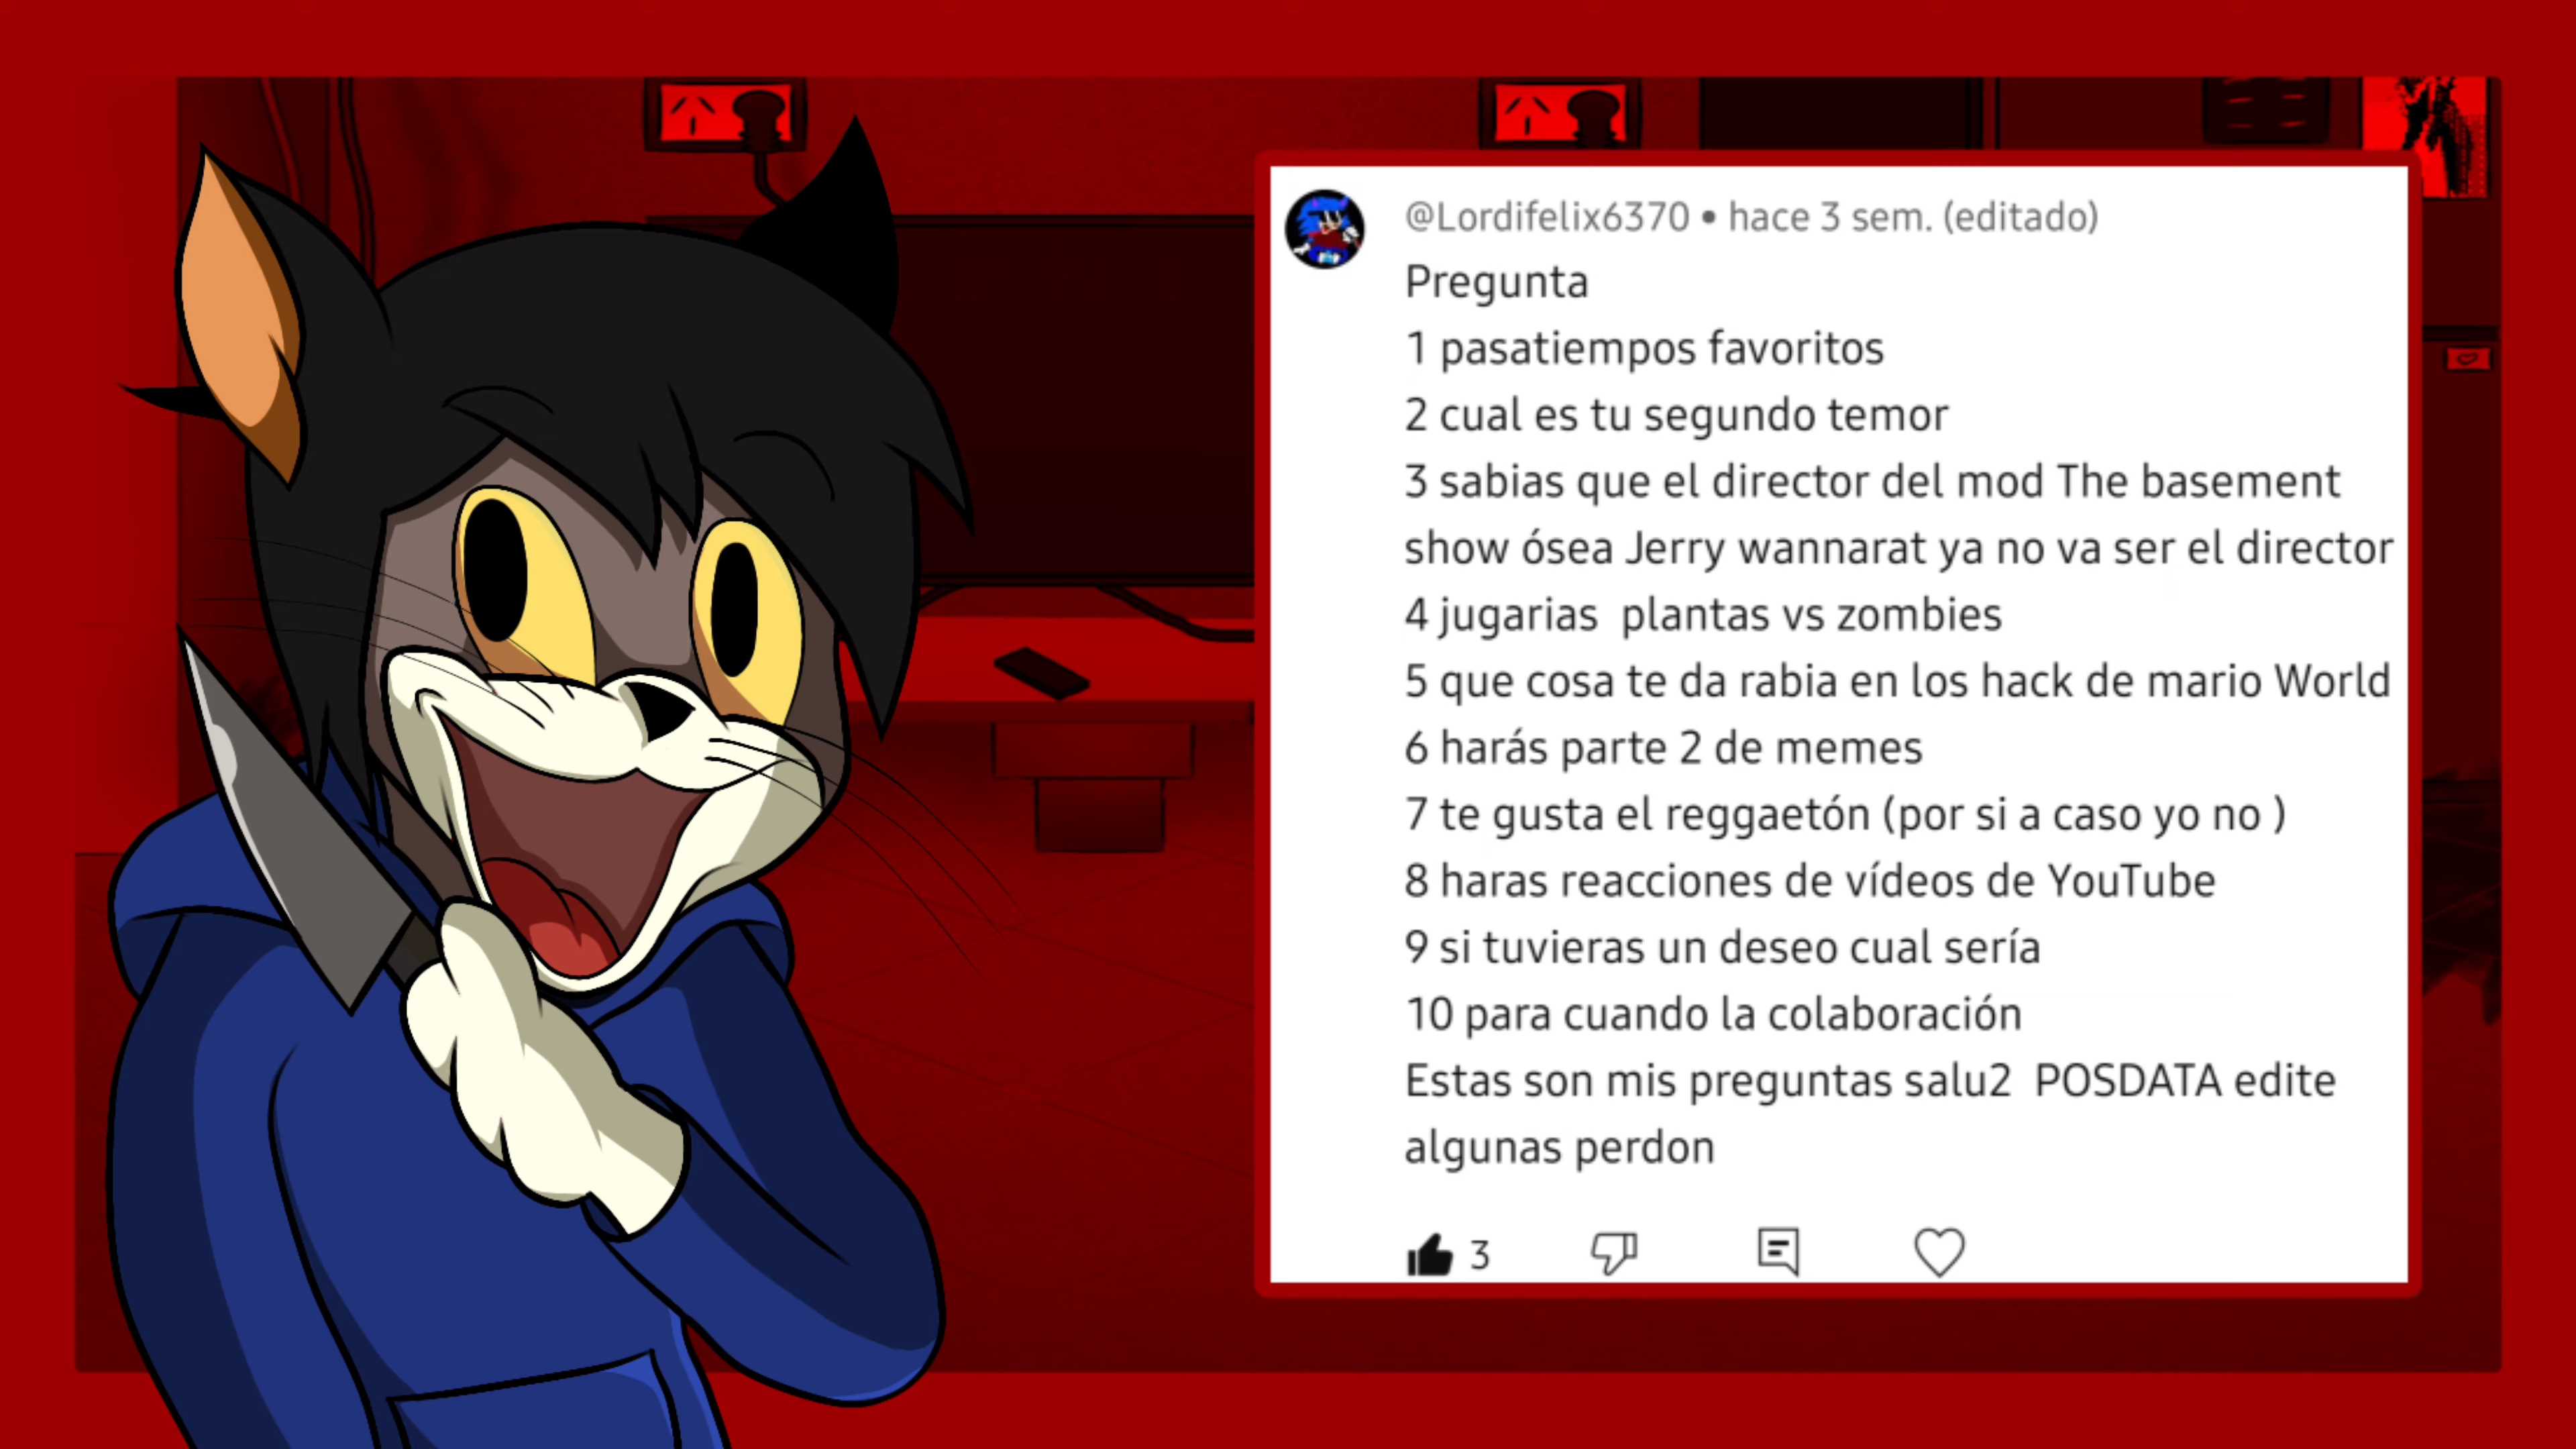 @Lordifelix6370 • hace 3 sem. (editado)
Pregunta
1 pasatiempos favoritos
2 cual es tu segundo temor
3 sabias que el director del mod The basement
show ósea Jerry wannarat ya no va ser el director
4 jugarias  plantas vs zombies
5 que cosa te da rabia en los hack de mario World
6 harás parte 2 de memes
7 te gusta el reggaetón (por si a caso yo no )
8 haras reacciones de vídeos de YouTube
9 si tuvieras un deseo cual sería
10 para cuando la colaboración
Estas son mis preguntas salu2  POSDATA edite
algunas perdon
3